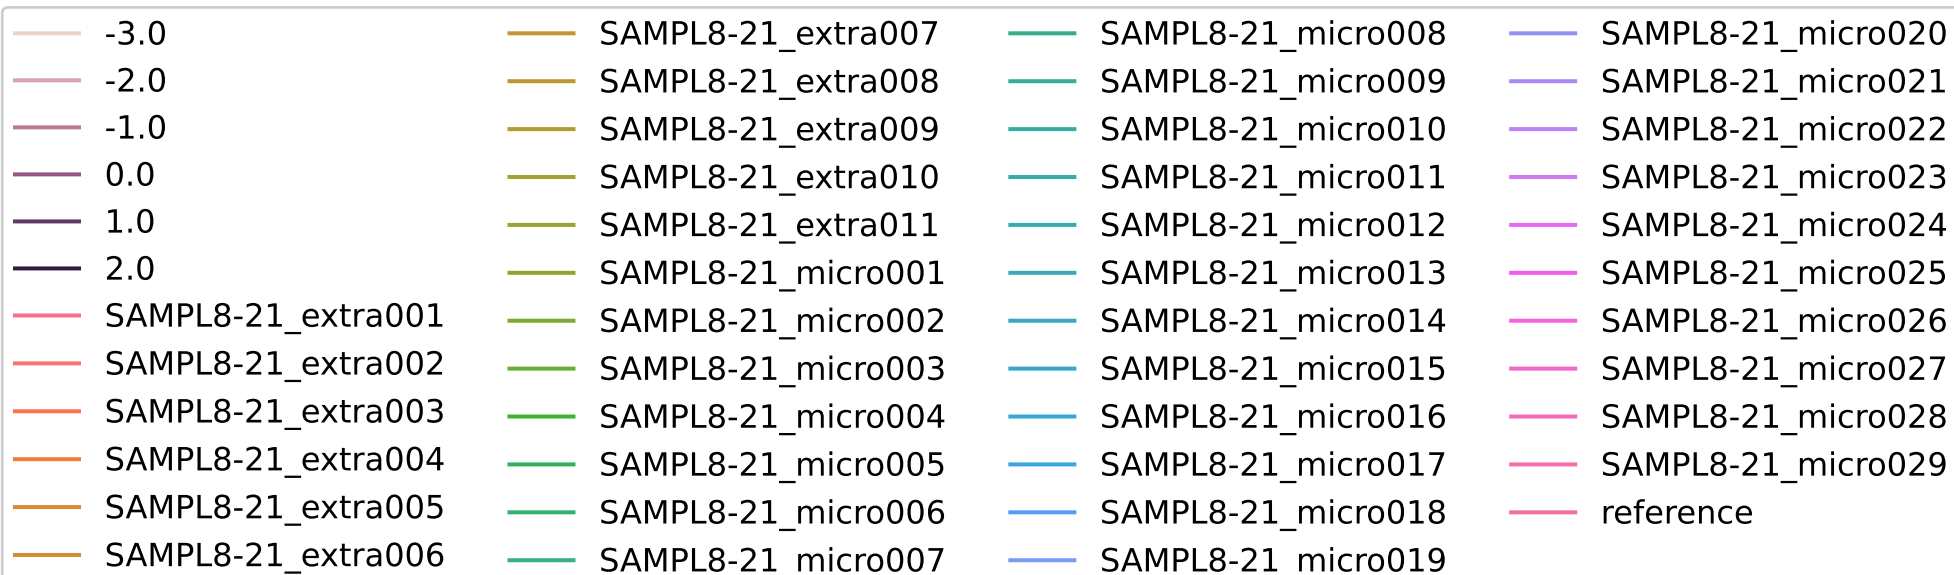 -3.0
-2.0
-1.0
0.0
1.0
2.0
SAMPL8-21_extra001
SAMPL8-21_extra002
SAMPL8-21_extra003
SAMPL8-21_extra004
SAMPL8-21_extra005
SAMPL8-21_extra006
SAMPL8-21_extra007
SAMPL8-21_extra008
SAMPL8-21_extra009
SAMPL8-21_extra010
SAMPL8-21_extra011
SAMPL8-21_micro001
SAMPL8-21_micro002
SAMPL8-21_micro003
SAMPL8-21_micro004
SAMPL8-21_micro005
SAMPL8-21_micro006
SAMPL8-21_micro007
SAMPL8-21_micro008
SAMPL8-21_micro009
SAMPL8-21_micro010
SAMPL8-21_micro011
SAMPL8-21_micro012
SAMPL8-21_micro013
SAMPL8-21_micro014
SAMPL8-21_micro015
SAMPL8-21_micro016
SAMPL8-21_micro017
SAMPL8-21_micro018
SAMPL8-21_micro019
SAMPL8-21_micro020
SAMPL8-21_micro021
SAMPL8-21_micro022
SAMPL8-21_micro023
SAMPL8-21_micro024
SAMPL8-21_micro025
SAMPL8-21_micro026
SAMPL8-21_micro027
SAMPL8-21_micro028
SAMPL8-21_micro029
reference